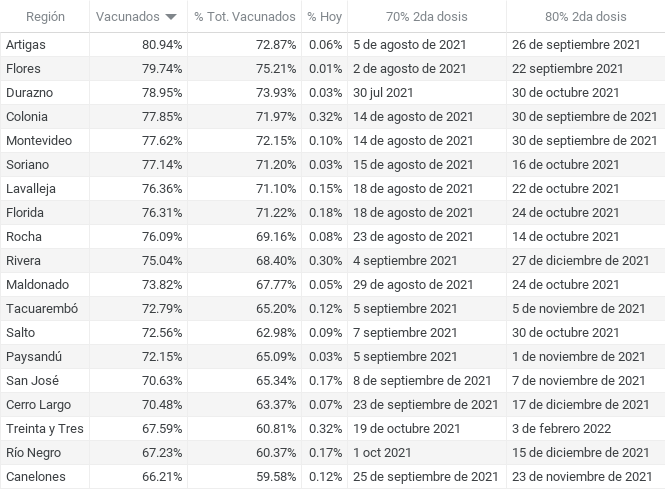 Región Vacunados % Tot. Vacunados % Hoy 70% 2da dosis 80% 2da dosis
Artigas 80.94% 72.87% 0.06% 5 de agosto de 2021 26 de septiembre 2021
Flores 79.74% 75.21% 0.01% 2 de agosto de 2021 22 septiembre 2021
Durazno 78.95% 73.93% 0.03% 30 jul 2021 30 de octubre 2021
Colonia 77.85% 71.97% 0.32% 14 de agosto de 2021 30 de septiembre de 2021
Montevideo 77.62% 72.15% 0.10% 14 de agosto de 2021 30 de septiembre de 2021
Soriano 77.14% 71.20% 0.03% 15 de agosto de 2021 16 de octubre 2021
Lavalleja 76.36% 71.10% 0.15% 18 de agosto de 2021 22 de octubre 2021
Florida 76.31% 71.22% 0.18% 18 de agosto de 2021 24 de octubre 2021
Rocha 76.09% 69.16% 0.08% 23 de agosto de 2021 14 de octubre 2021
Rivera 75.04% 68.40% 0.30% 4 septiembre 2021 27 de diciembre de 2021
Maldonado 73.82% 67.77% 0.05% 29 de agosto de 2021 24 de octubre 2021
Tacuarembó 72.79% 65.20% 0.12% 5 septiembre 2021 5 de noviembre de 2021
Salto 72.56% 62.98% 0.09% 7 septiembre 2021 30 de octubre 2021
Paysandú 72.15% 65.09% 0.03% 5 septiembre 2021 1 de noviembre de 2021
San José 70.63% 65.34% 0.17% 8 de septiembre de 2021 7 de noviembre de 2021
Cerro Largo 70.48% 63.37% 0.07% 23 de septiembre de 2021 17 de diciembre de 2021
Treinta y Tres 67.59% 60.81% 0.32% 19 de octubre 2021 3 de febrero 2022
Río Negro 67.23% 60.37% 0.17% 1 oct 2021 15 de diciembre de 2021
Canelones 66.21% 59.58% 0.12% 25 de septiembre de 2021 23 de noviembre de 2021